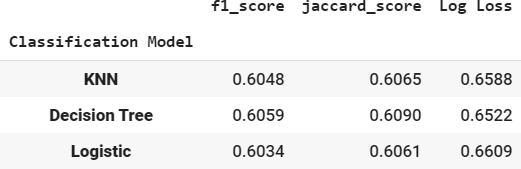 f1_score jaccard_score Log Loss
Classification Model
KNN 0.6048 0.6065 0.6588
Decision Tree 0.6059 0.6090 0.6522
Logistic 0.6034 0.6061 0.6609